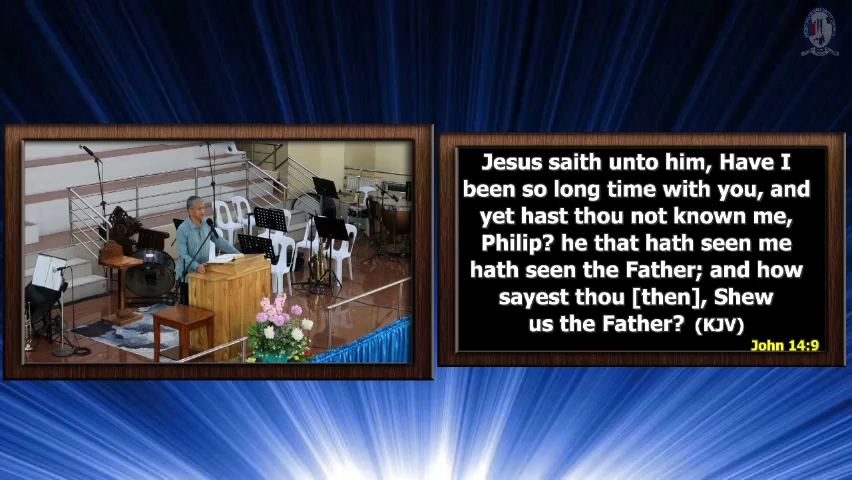 Jesus saith unto him, Have I
been so long time with you, and
yet hast thou not known me,
Philip? he that hath seen me
hath seen the Father; and how
sayest thou [then], Shew
us the Father? (KJV)
John 14:9